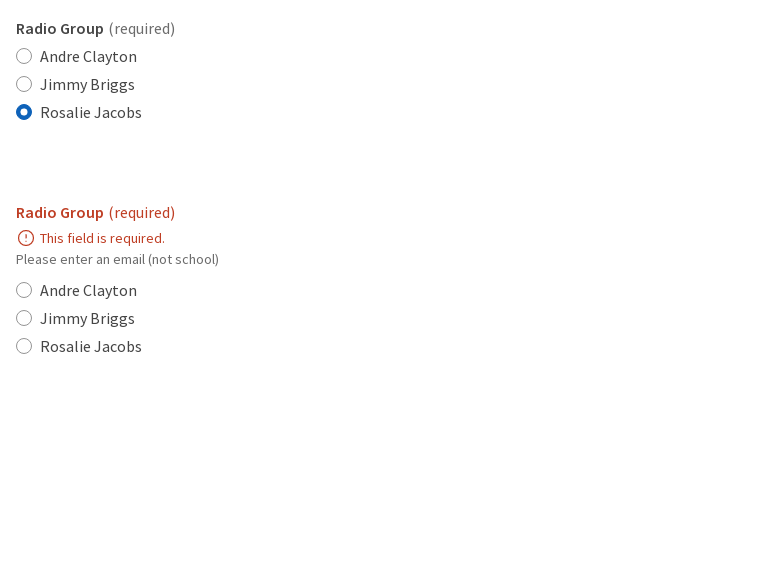 Radio Group (required)
Andre Clayton
Jimmy Briggs
Rosalie Jacobs
Radio Group (required)
This field is required.
Please enter an email (not school)
Andre Clayton
Jimmy Briggs
Rosalie Jacobs